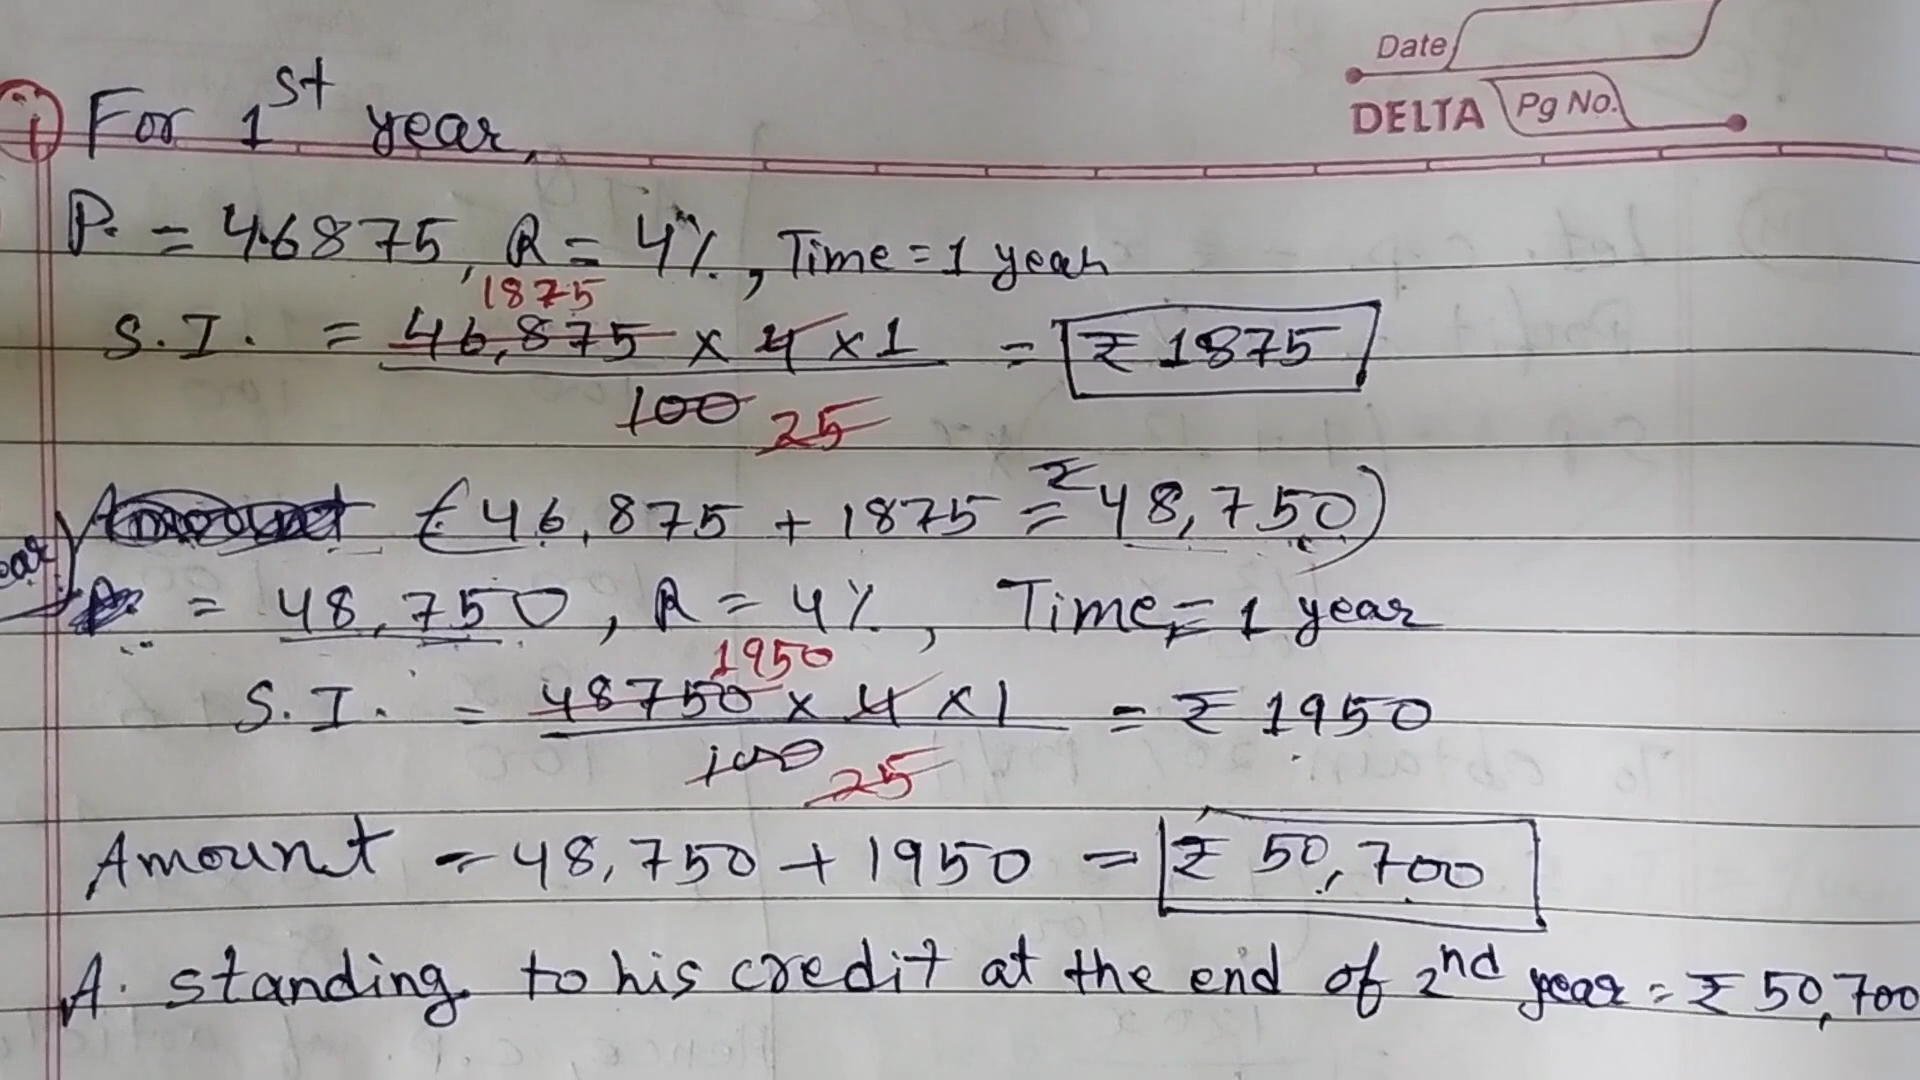 Date
DELTA Pg No.
i For 1st year,
P. = 46875, R = 4%, Time = 1 year
1875
S.I. = 46,875 x 4 x 1 = ₹ 1875
100 25
Amount (46,875 + 1875 = ₹48,750)
P. = 48,750, R = 4%, Time = 1 year
1950
S.I. = 48750 x 4 x 1 = ₹ 1950
100 25
Amount = 48,750 + 1950 = ₹ 50,700
A. standing to his credit at the end of 2nd year = ₹ 50,700